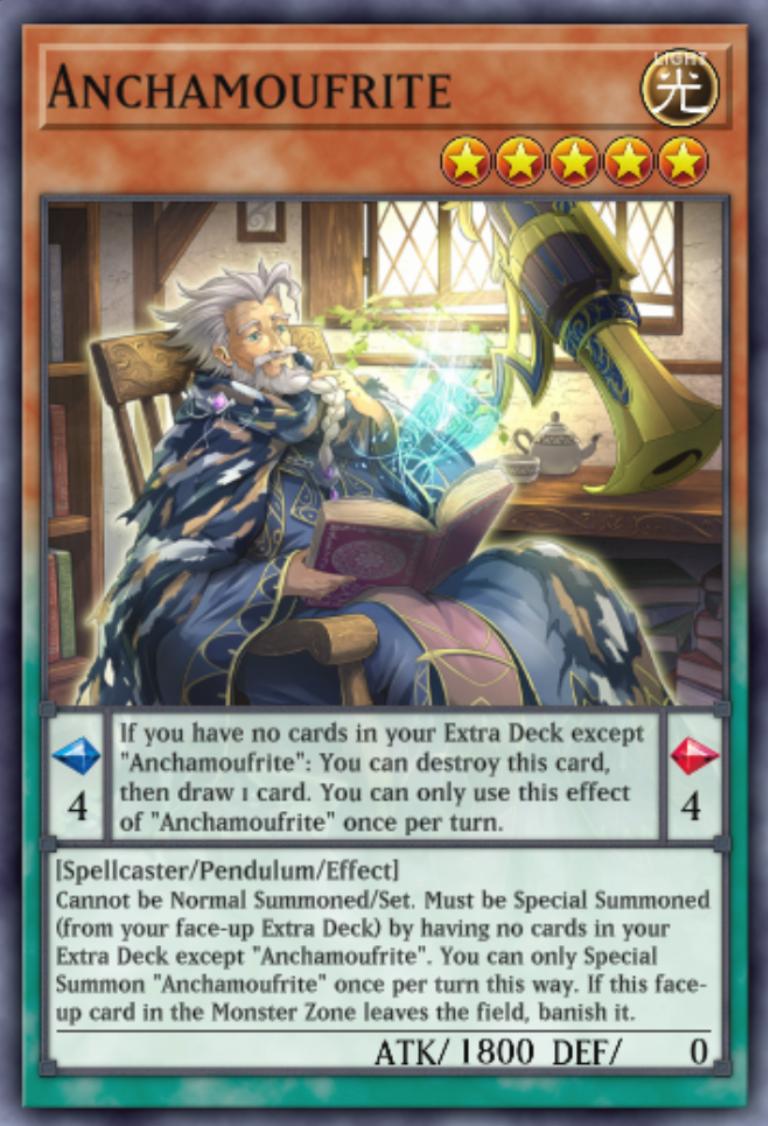 ANCHAMOUFRITE
LIGHT
光
If you have no cards in your Extra Deck except
"Anchamoufrite": You can destroy this card,
then draw 1 card. You can only use this effect
of "Anchamoufrite" once per turn.
4
4
[Spellcaster/Pendulum/Effect]
Cannot be Normal Summoned/Set. Must be Special Summoned
(from your face-up Extra Deck) by having no cards in your
Extra Deck except "Anchamoufrite". You can only Special
Summon "Anchamoufrite" once per turn this way. If this face-
up card in the Monster Zone leaves the field, banish it.
ATK/ 1800 DEF/ 0